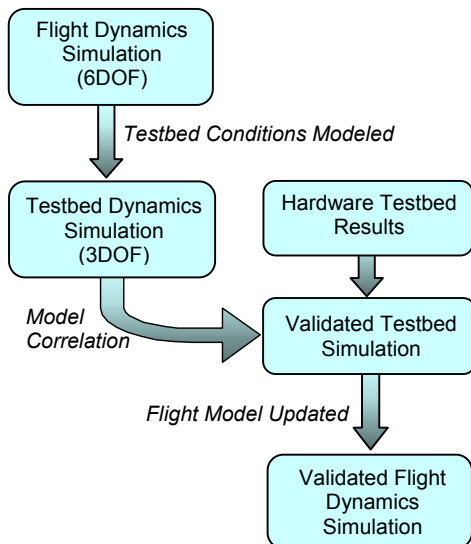 Flight Dynamics
Simulation
(6DOF)
Testbed Conditions Modeled
Testbed Dynamics
Simulation
(3DOF)
Hardware Testbed
Results
Model
Correlation
Validated Testbed
Simulation
Flight Model Updated
Validated Flight
Dynamics
Simulation